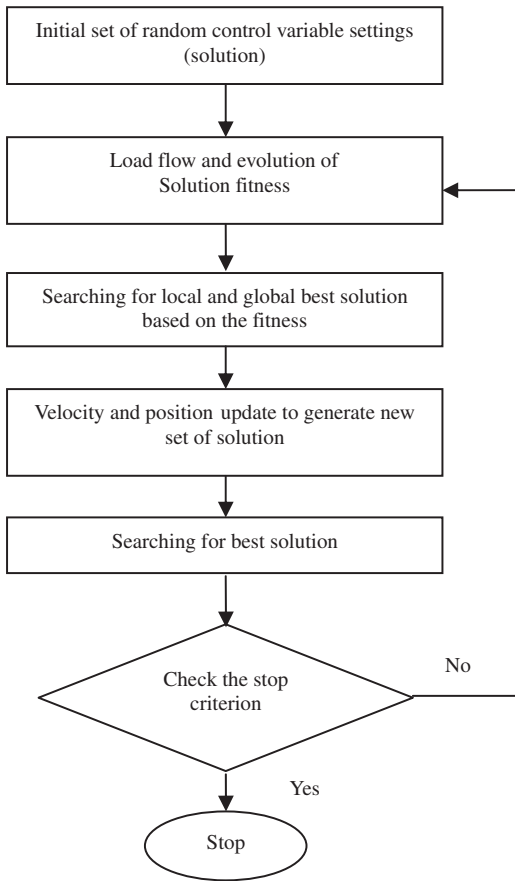 Initial set of random control variable settings
(solution)
Load flow and evolution of
Solution fitness
Searching for local and global best solution
based on the fitness
Velocity and position update to generate new
set of solution
Searching for best solution
Check the stop
criterion
No
Yes
Stop